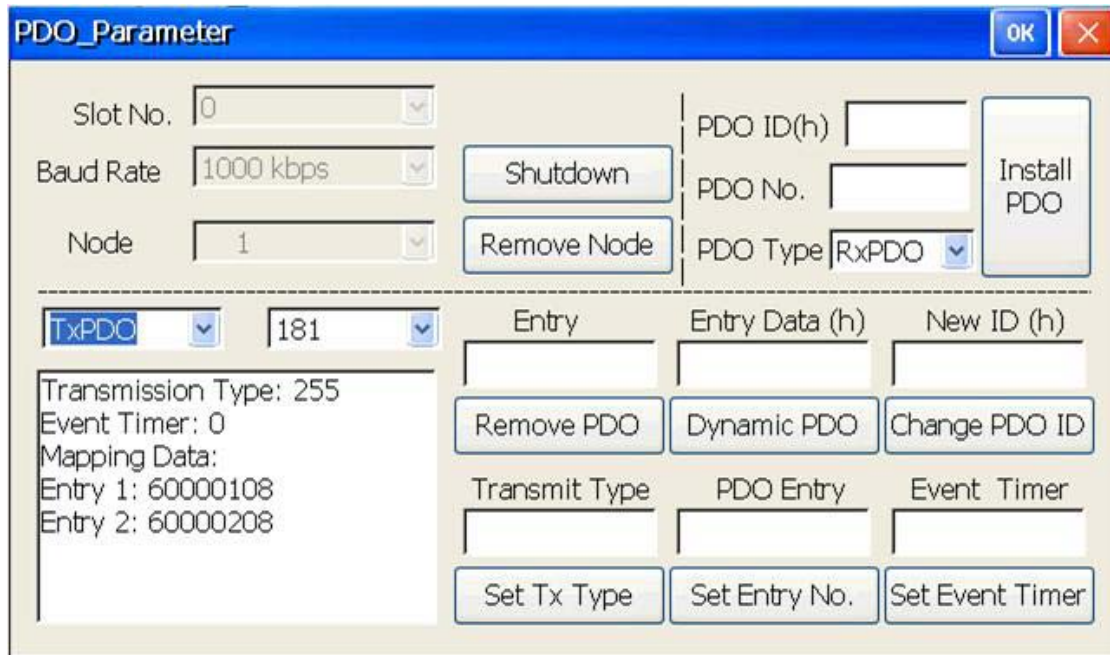 PDO_Parameter OK
Slot No. 0
Baud Rate 1000 kbps
Node 1
Shutdown
Remove Node
PDO ID(h)
PDO No.
PDO Type RxPDO
Install
PDO
TxPDO 181
Transmission Type: 255
Event Timer: 0
Mapping Data:
Entry 1: 60000108
Entry 2: 60000208
Entry Entry Data (h) New ID (h)
Remove PDO Dynamic PDO Change PDO ID
Transmit Type PDO Entry Event Timer
Set Tx Type Set Entry No. Set Event Timer